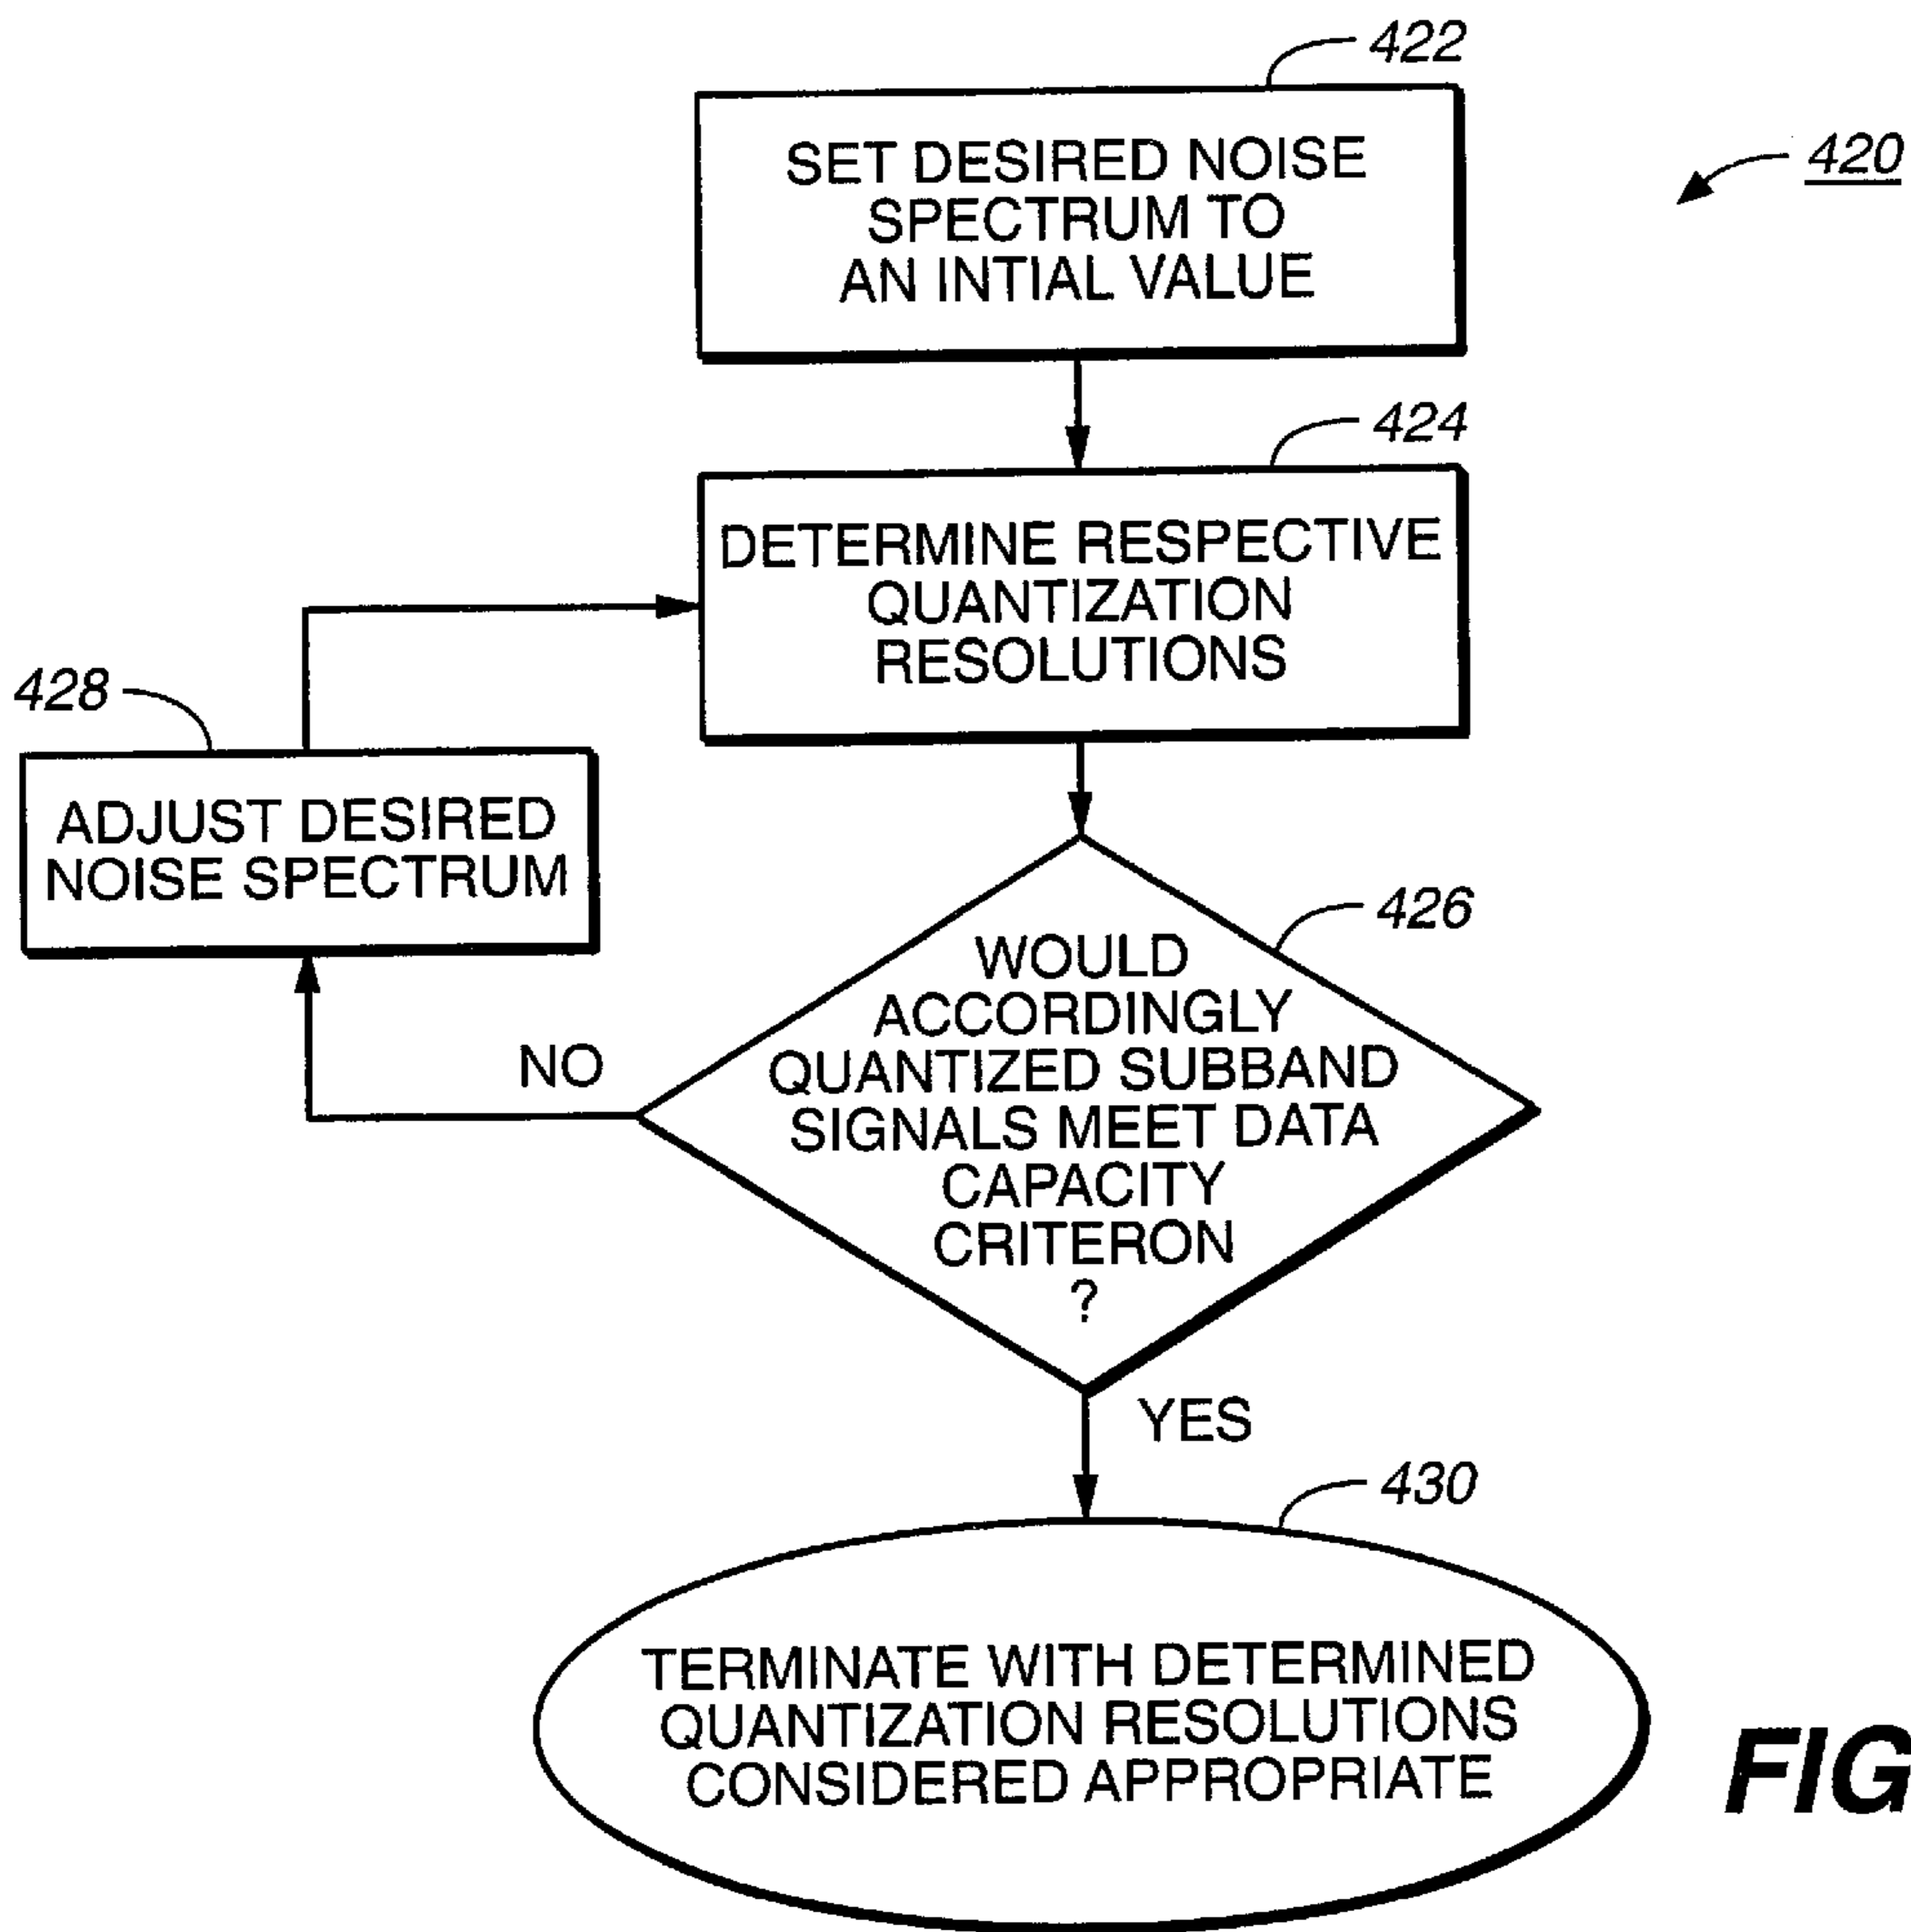 422
420
SET DESIRED NOISE
SPECTRUM TO
AN INTIAL VALUE
424
DETERMINE RESPECTIVE
QUANTIZATION
RESOLUTIONS
428
ADJUST DESIRED
NOISE SPECTRUM
426
WOULD
ACCORDINGLY
QUANTIZED SUBBAND
SIGNALS MEET DATA
CAPACITY
CRITERON
?
NO
YES
430
TERMINATE WITH DETERMINED
QUANTIZATION RESOLUTIONS
CONSIDERED APPROPRIATE
FIG